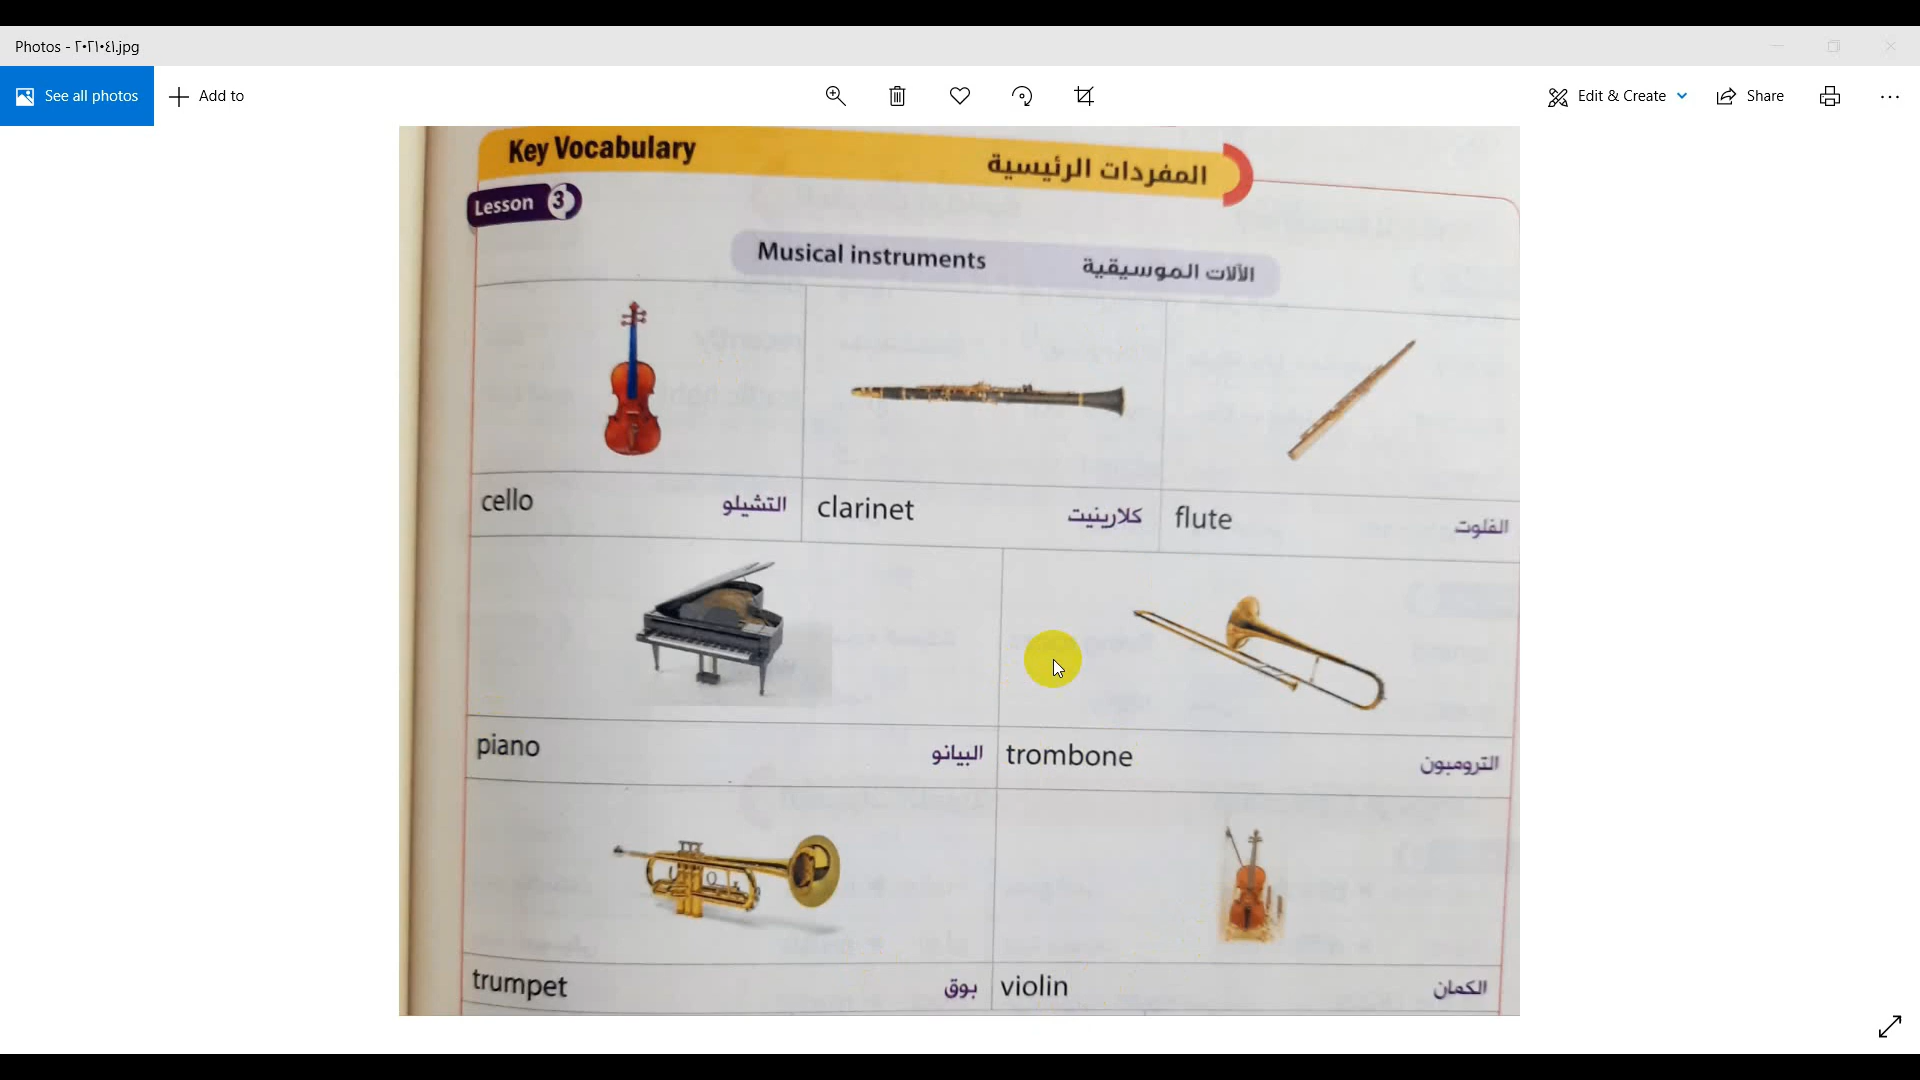 Photos - ٢٠٢١٠٤١.jpg
See all photos
Add to
Edit & Create
Share
Key Vocabulary المفردات الرئيسية
Lesson 3
Musical instruments الآلات الموسيقية
cello التشيلو clarinet كلارينيت flute الفلوت
piano البيانو trombone الترومبون
trumpet بوق violin الكمان